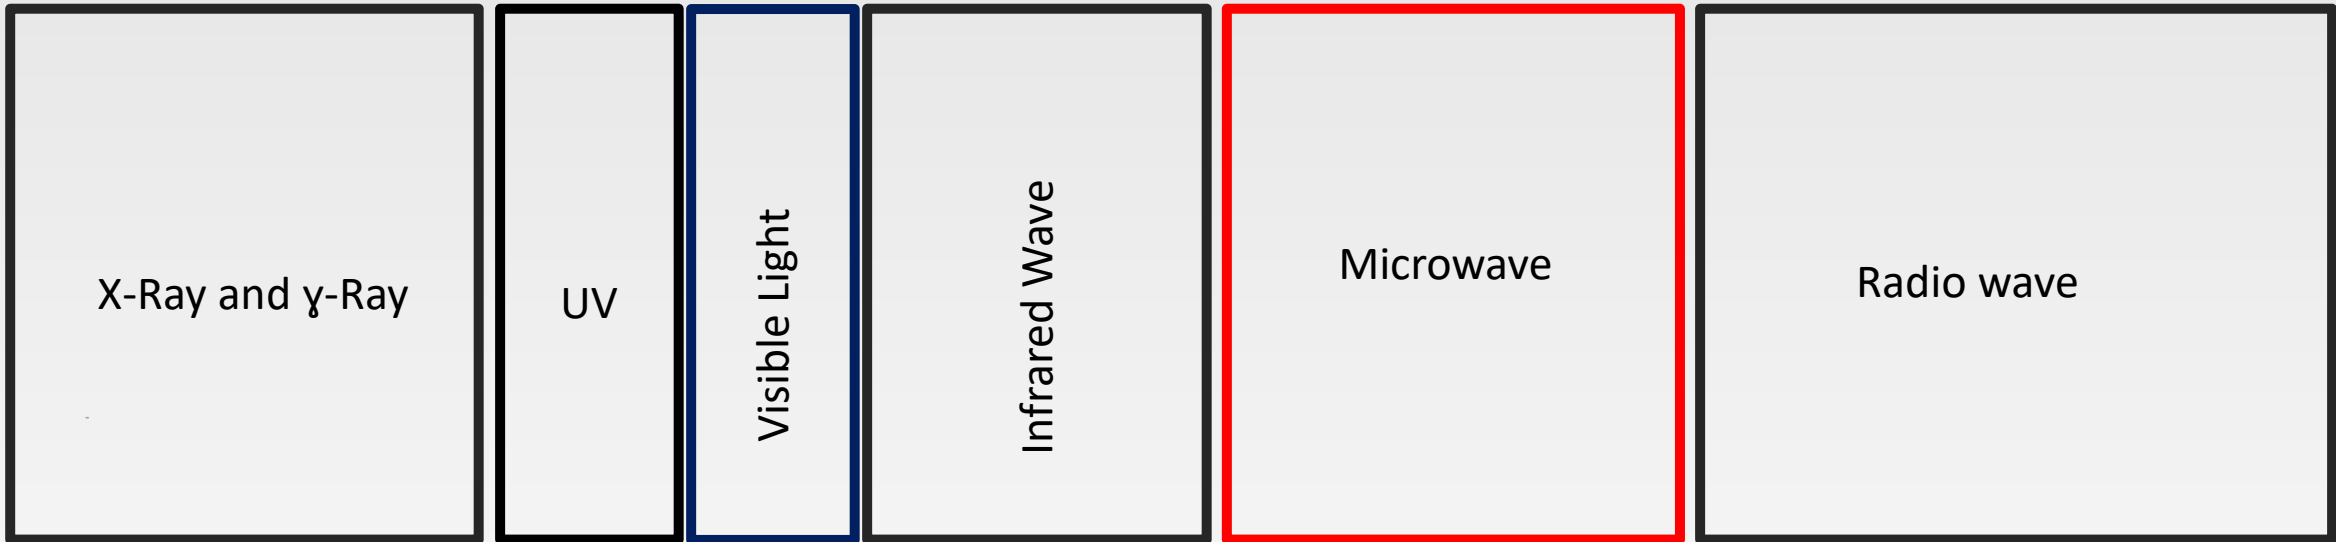 X-Ray and ɣ-Ray
UV
Visible Light
Infrared Wave
Microwave
Radio wave